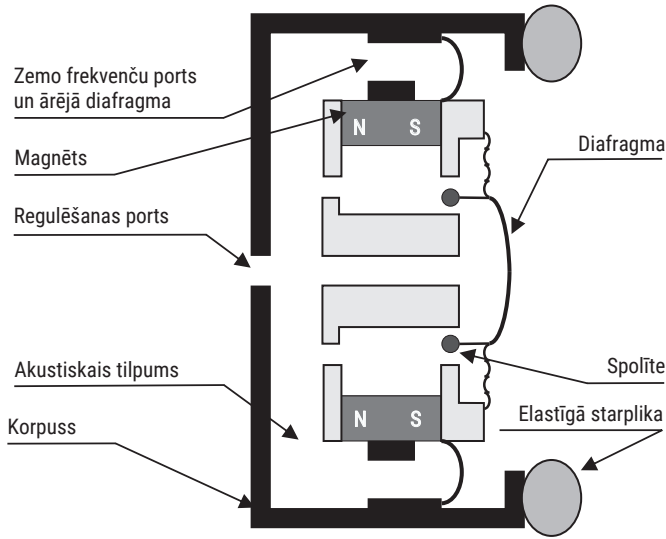 Zemo frekvenču ports
un ārējā diafragma
Magnēts
Regulēšanas ports
Akustiskais tilpums
Korpuss
N S
N S
Diafragma
Spolīte
Elastīgā starplika